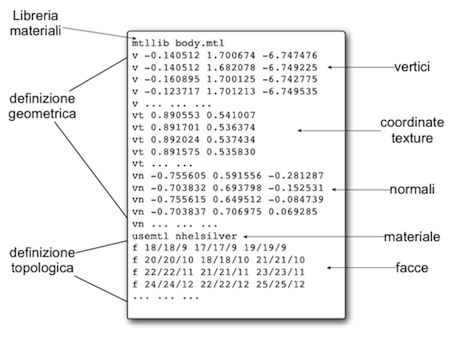 Libreria
materiali
definizione
geometrica
definizione
topologica
mtllib body.mtl
v -0.140512 1.700674 -6.747476
v -0.140512 1.682078 -6.749225
v -0.160895 1.700125 -6.742775
v -0.123717 1.701213 -6.749535
v ... ... ...
vt 0.890553 0.541007
vt 0.891701 0.536374
vt 0.892024 0.537434
vt 0.891575 0.535830
vt ... ...
vn -0.755605 0.591556 -0.281287
vn -0.703832 0.693798 -0.152531
vn -0.755615 0.649512 -0.084739
vn -0.703837 0.706975 0.069285
vn ... ... ...
usemtl nhelsilver
f 18/18/9 17/17/9 19/19/9
f 20/20/10 18/18/10 21/21/10
f 22/22/11 21/21/11 23/23/11
f 24/24/12 22/22/12 25/25/12
... ... ...
vertici
coordinate
texture
normali
materiale
facce